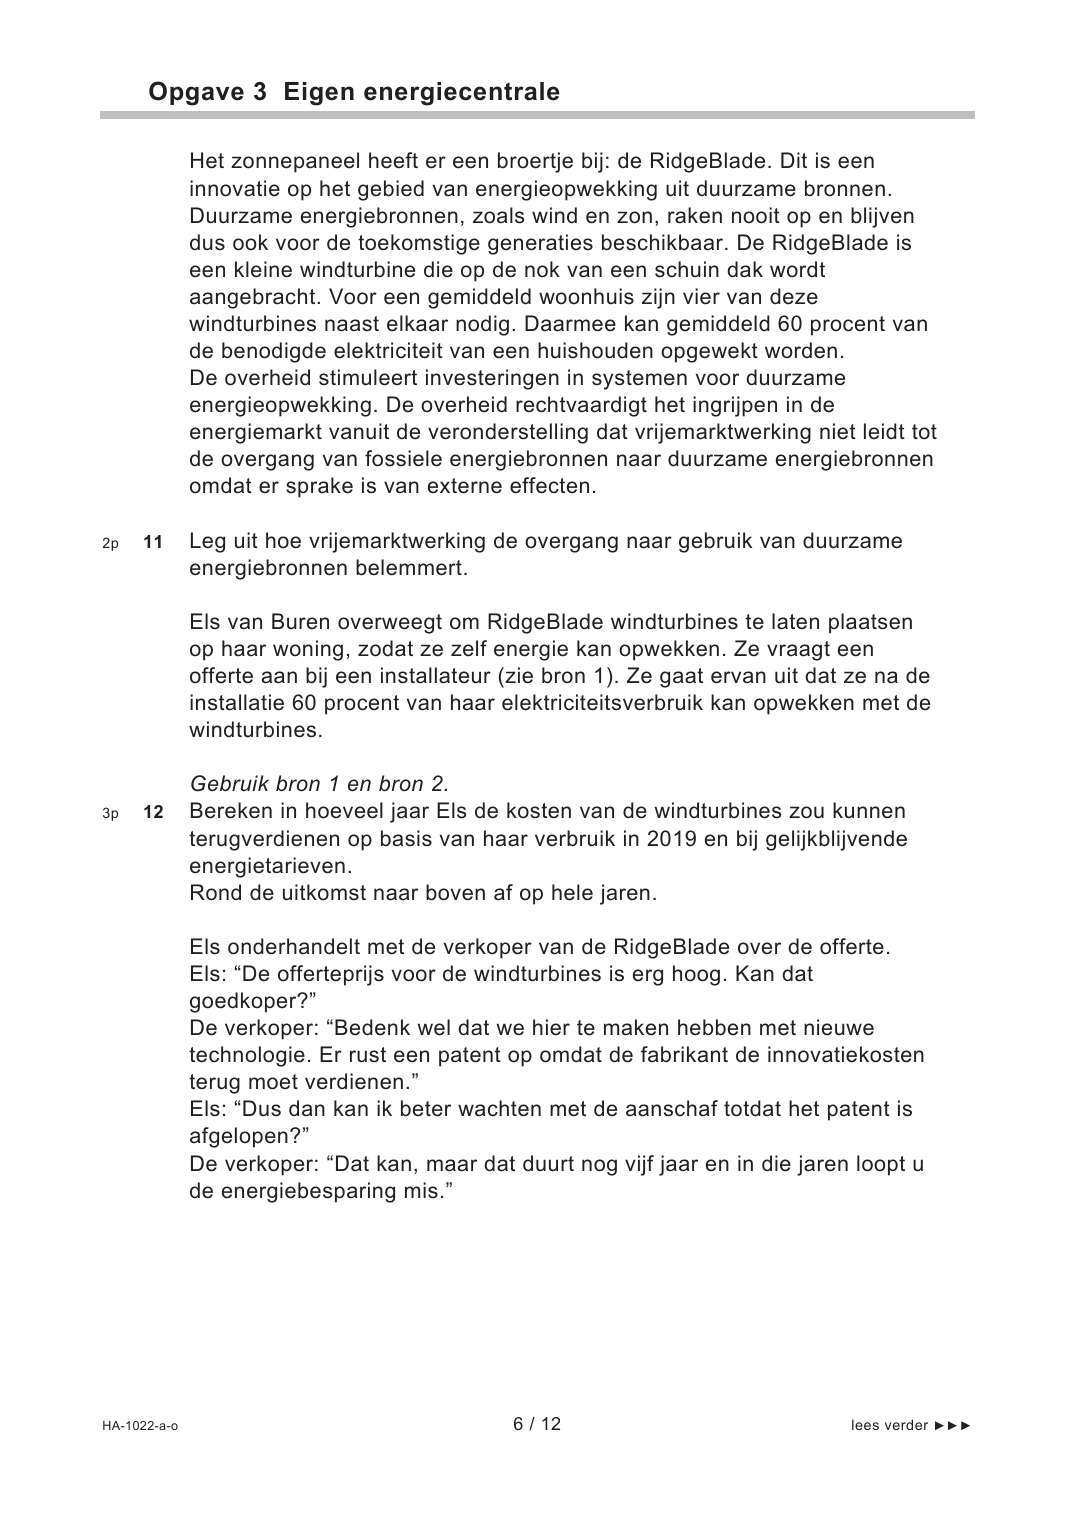 Opgave 3  Eigen energiecentrale
Het zonnepaneel heeft er een broertje bij: de RidgeBlade. Dit is een
innovatie op het gebied van energieopwekking uit duurzame bronnen.
Duurzame energiebronnen, zoals wind en zon, raken nooit op en blijven
dus ook voor de toekomstige generaties beschikbaar. De RidgeBlade is
een kleine windturbine die op de nok van een schuin dak wordt
aangebracht. Voor een gemiddeld woonhuis zijn vier van deze
windturbines naast elkaar nodig. Daarmee kan gemiddeld 60 procent van
de benodigde elektriciteit van een huishouden opgewekt worden.
De overheid stimuleert investeringen in systemen voor duurzame
energieopwekking. De overheid rechtvaardigt het ingrijpen in de
energiemarkt vanuit de veronderstelling dat vrijemarktwerking niet leidt tot
de overgang van fossiele energiebronnen naar duurzame energiebronnen
omdat er sprake is van externe effecten.
2p 11 Leg uit hoe vrijemarktwerking de overgang naar gebruik van duurzame
energiebronnen belemmert.
Els van Buren overweegt om RidgeBlade windturbines te laten plaatsen
op haar woning, zodat ze zelf energie kan opwekken. Ze vraagt een
offerte aan bij een installateur (zie bron 1). Ze gaat ervan uit dat ze na de
installatie 60 procent van haar elektriciteitsverbruik kan opwekken met de
windturbines.
Gebruik bron 1 en bron 2.
3p 12 Bereken in hoeveel jaar Els de kosten van de windturbines zou kunnen
terugverdienen op basis van haar verbruik in 2019 en bij gelijkblijvende
energietarieven.
Rond de uitkomst naar boven af op hele jaren.
Els onderhandelt met de verkoper van de RidgeBlade over de offerte.
Els: “De offerteprijs voor de windturbines is erg hoog. Kan dat
goedkoper?”
De verkoper: “Bedenk wel dat we hier te maken hebben met nieuwe
technologie. Er rust een patent op omdat de fabrikant de innovatiekosten
terug moet verdienen.”
Els: “Dus dan kan ik beter wachten met de aanschaf totdat het patent is
afgelopen?”
De verkoper: “Dat kan, maar dat duurt nog vijf jaar en in die jaren loopt u
de energiebesparing mis.”
HA-1022-a-o 6 / 12 lees verder ►►►